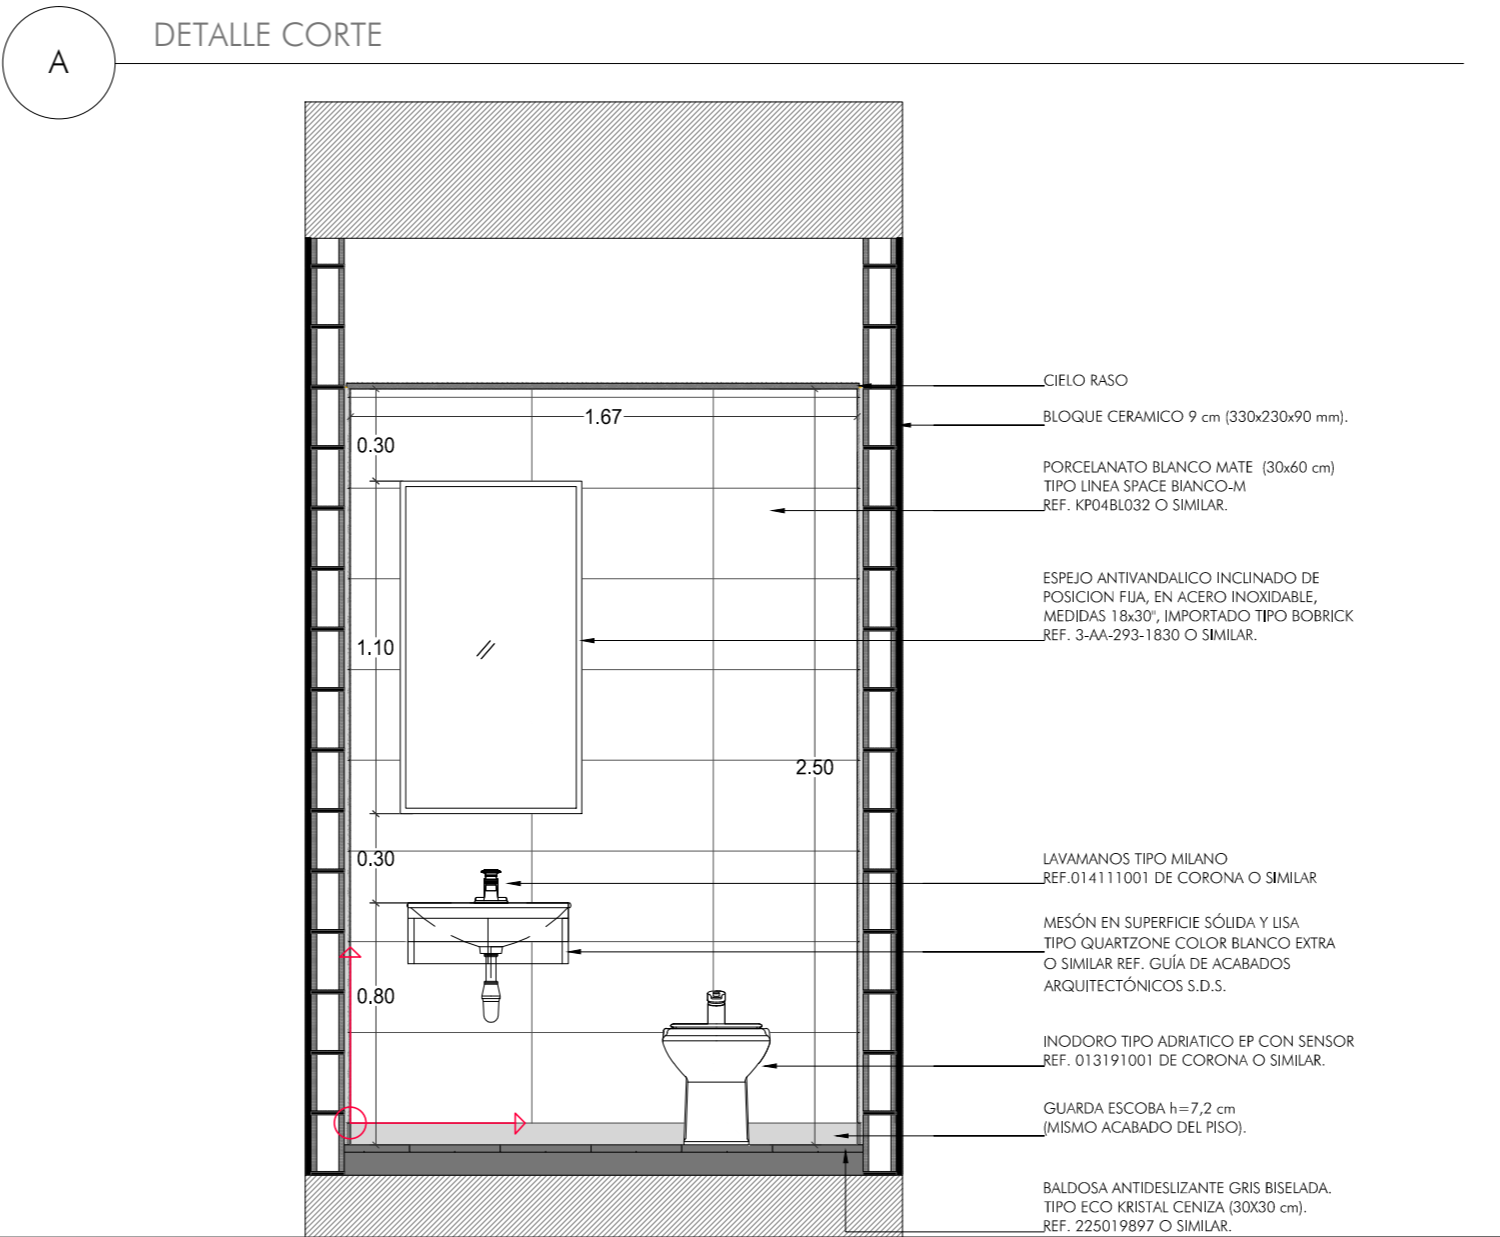 A
DETALLE CORTE
1.67
0.30
1.10
2.50
0.30
0.80
CIELO RASO
BLOQUE CERAMICO 9 cm (330x230x90 mm).
PORCELANATO BLANCO MATE (30x60 cm)
TIPO LINEA SPACE BIANCO-M
REF. KP04BL032 O SIMILAR.
ESPEJO ANTIVANDALICO INCLINADO DE
POSICION FIJA, EN ACERO INOXIDABLE,
MEDIDAS 18x30", IMPORTADO TIPO BOBRICK
REF. 3-AA-293-1830 O SIMILAR.
LAVAMANOS TIPO MILANO
REF.014111001 DE CORONA O SIMILAR
MESÓN EN SUPERFICIE SÓLIDA Y LISA
TIPO QUARTZONE COLOR BLANCO EXTRA
O SIMILAR REF. GUÍA DE ACABADOS
ARQUITECTÓNICOS S.D.S.
INODORO TIPO ADRIATICO EP CON SENSOR
REF. 013191001 DE CORONA O SIMILAR.
GUARDA ESCOBA h=7,2 cm
(MISMO ACABADO DEL PISO).
BALDOSA ANTIDESLIZANTE GRIS BISELADA.
TIPO ECO KRISTAL CENIZA (30X30 cm).
REF. 225019897 O SIMILAR.